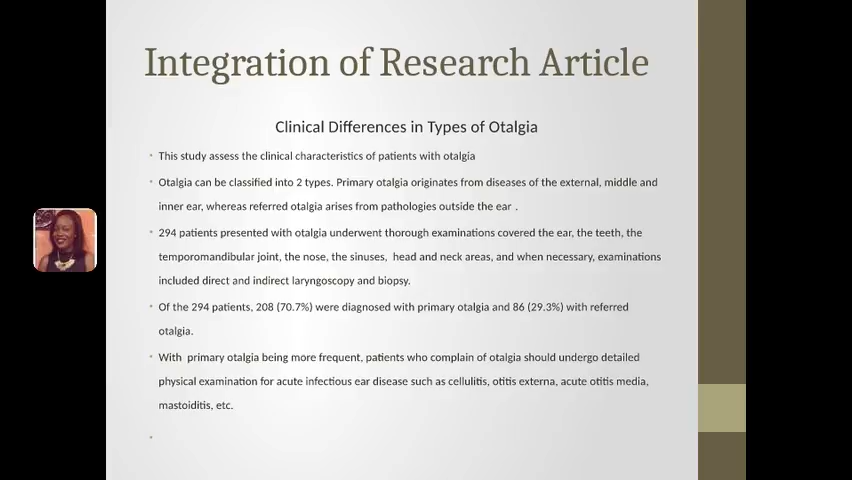 Integration of Research Article
Clinical Differences in Types of Otalgia
This study assess the clinical characteristics of patients with otalgia
Otalgia can be classified into 2 types. Primary otalgia originates from diseases of the external, middle and
inner ear, whereas referred otalgia arises from pathologies outside the ear .
294 patients presented with otalgia underwent thorough examinations covered the ear, the teeth, the
temporomandibular joint, the nose, the sinuses, head and neck areas, and when necessary, examinations
included direct and indirect laryngoscopy and biopsy.
Of the 294 patients, 208 (70.7%) were diagnosed with primary otalgia and 86 (29.3%) with referred
otalgia.
With primary otalgia being more frequent, patients who complain of otalgia should undergo detailed
physical examination for acute infectious ear disease such as cellulitis, otitis externa, acute otitis media,
mastoiditis, etc.